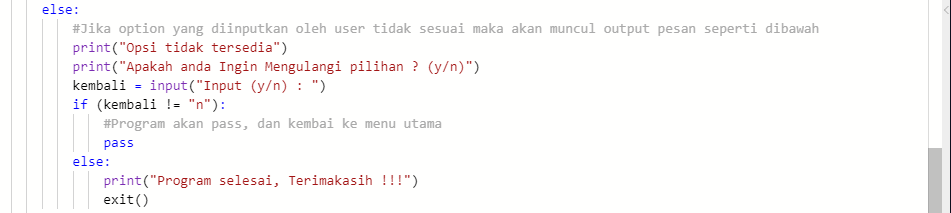 else:
#Jika option yang diinputkan oleh user tidak sesuai maka akan muncul output pesan seperti dibawah
print("Opsi tidak tersedia")
print("Apakah anda Ingin Mengulangi pilihan ? (y/n)")
kembali = input("Input (y/n) : ")
if (kembali != "n"):
#Program akan pass, dan kembai ke menu utama
pass
else:
print("Program selesai, Terimakasih !!!")
exit()